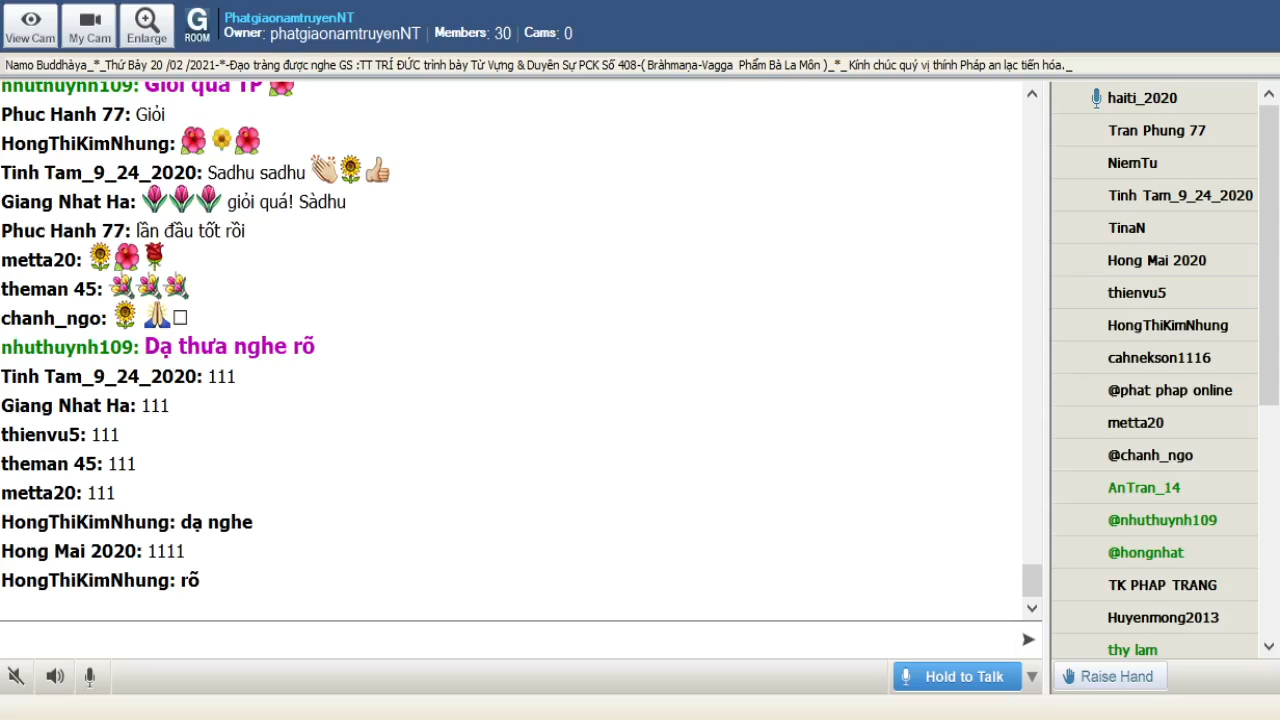 View Cam
My Cam
Enlarge
G
ROOM
PhatgiaonamtruyenNT
Owner: phatgiaonamtruyenNT | Members: 30 | Cams: 0
Namo Buddhàya_*_Thứ Bảy 20 /02 /2021-*-Đạo tràng được nghe GS :TT TRÍ ĐỨC trình bày Từ Vựng & Duyên Sự PCK Số 408-( Bràhmaṇa-Vagga Phẩm Bà La Môn )_*_ Kính chúc quý vị thính Pháp an lạc tiến hóa._
nhuthuynh109: Giỏi quá TP
Phuc Hanh 77: Giỏi
HongThiKimNhung:
Tinh Tam_9_24_2020: Sadhu sadhu
Giang Nhat Ha: giỏi quá! Sàdhu
Phuc Hanh 77: lần đầu tốt rồi
metta20:
theman 45:
chanh_ngo:
nhuthuynh109: Dạ thưa nghe rõ
Tinh Tam_9_24_2020: 111
Giang Nhat Ha: 111
thienvu5: 111
theman 45: 111
metta20: 111
HongThiKimNhung: dạ nghe
Hong Mai 2020: 1111
HongThiKimNhung: rõ
haiti_2020
Tran Phung 77
NiemTu
Tinh Tam_9_24_2020
TinaN
Hong Mai 2020
thienvu5
HongThiKimNhung
cahnekson1116
@phat phap online
metta20
@chanh_ngo
AnTran_14
@nhuthuynh109
@hongnhat
TK PHAP TRANG
Huyenmong2013
thy lam
Hold to Talk
Raise Hand